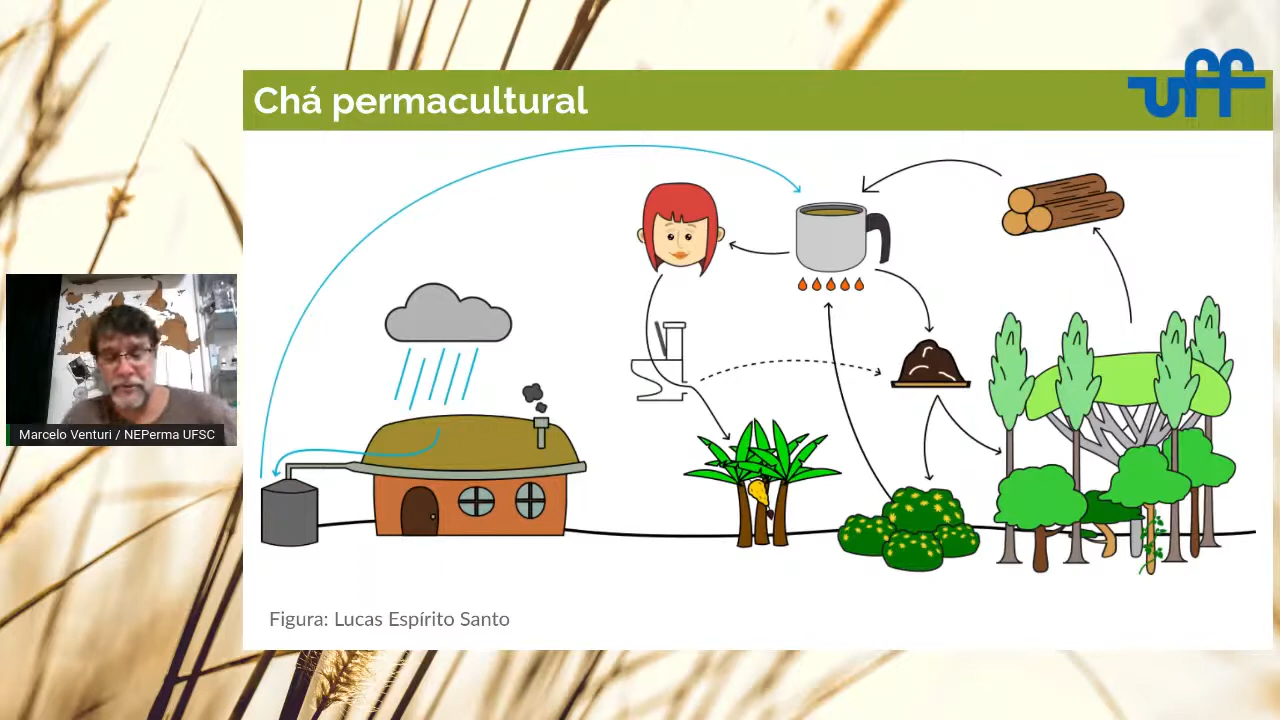 Chá permacultural
uff
Marcelo Venturi / NEPerma UFSC
Figura: Lucas Espírito Santo